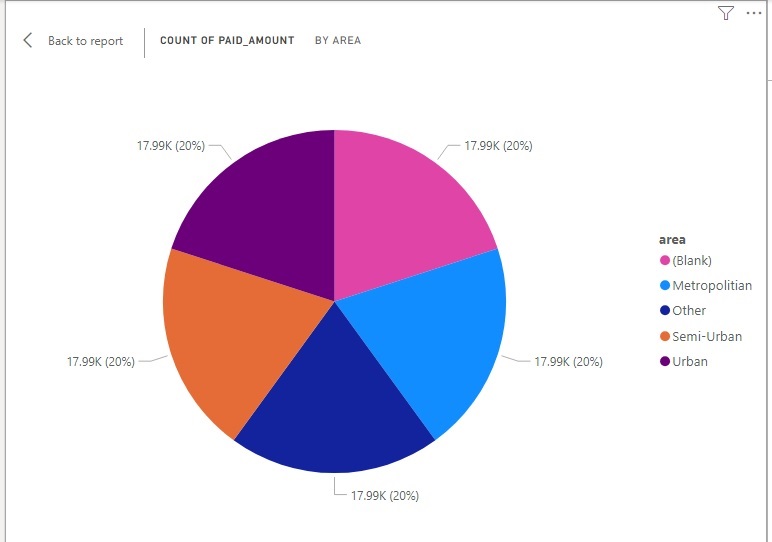 Back to report
COUNT OF PAID_AMOUNT BY AREA
17.99K (20%)
17.99K (20%)
17.99K (20%)
17.99K (20%)
17.99K (20%)
area
(Blank)
Metropolitian
Other
Semi-Urban
Urban